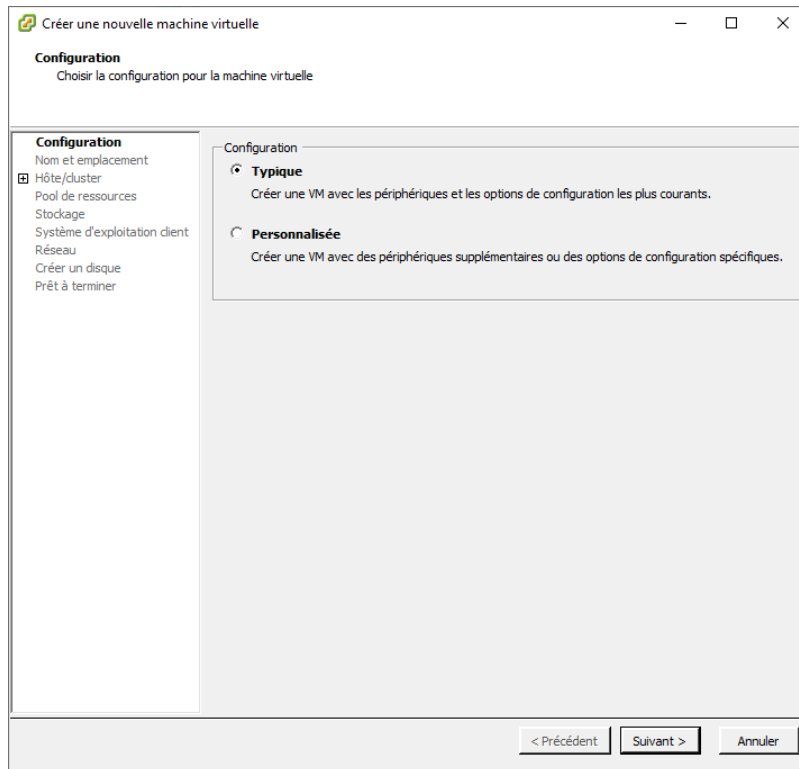 Créer une nouvelle machine virtuelle
Configuration
Choisir la configuration pour la machine virtuelle
Configuration
Nom et emplacement
Hôte/cluster
Pool de ressources
Stockage
Système d'exploitation client
Réseau
Créer un disque
Prêt à terminer
Configuration
Typique
Créer une VM avec les périphériques et les options de configuration les plus courants.
Personnalisée
Créer une VM avec des périphériques supplémentaires ou des options de configuration spécifiques.
< Précédent
Suivant >
Annuler